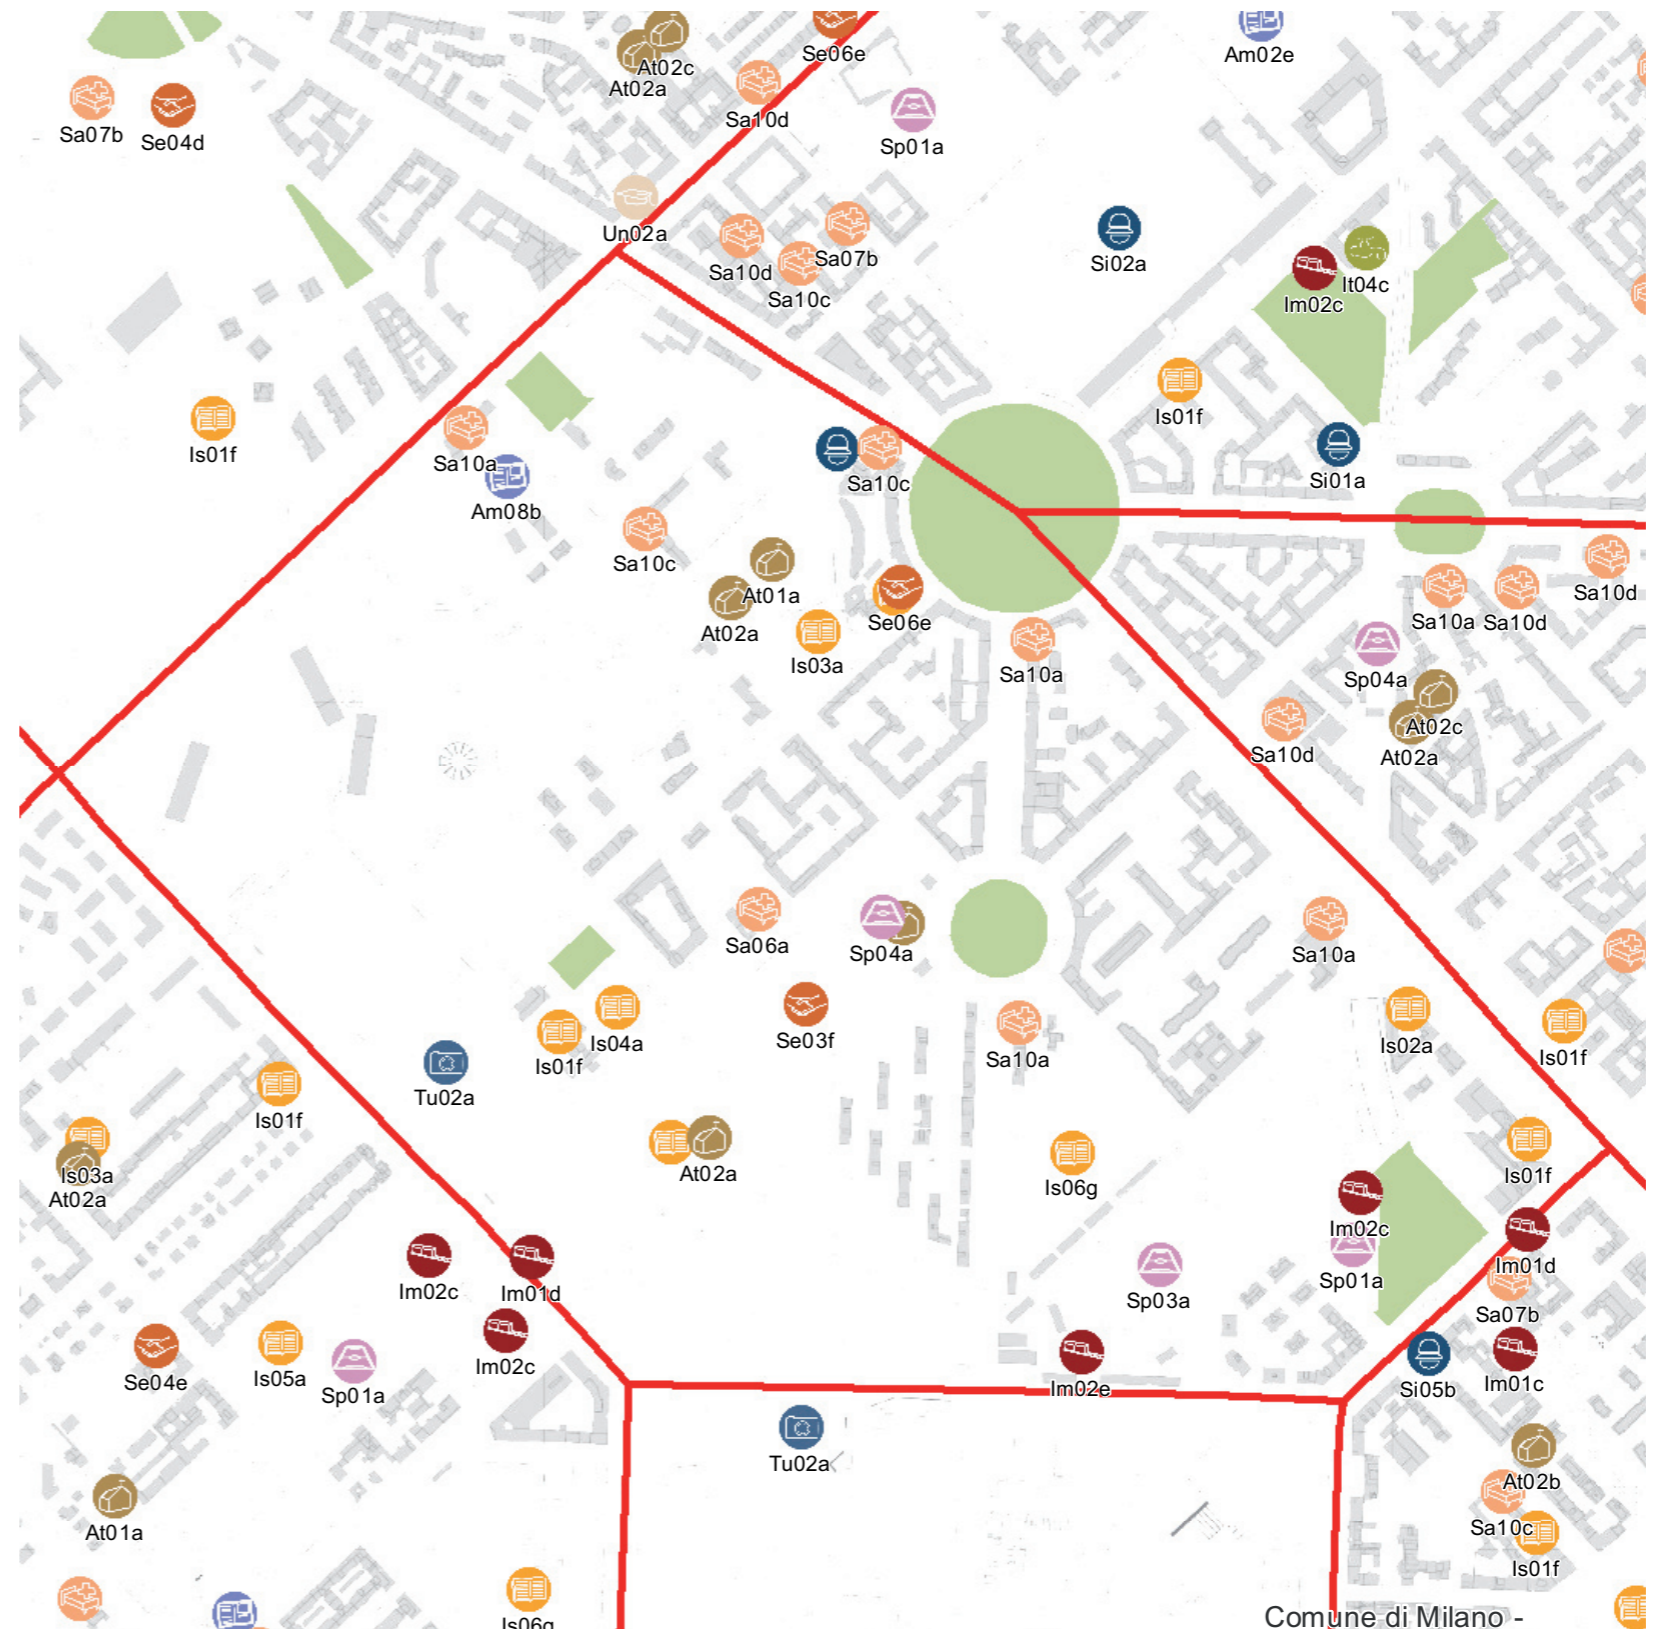 Se06e
At02c
Am02e
At02a
Sa10d
Sa07b
Se04d
Sp01a
Un02a
Sa07b
Si02a
Sa10d
It04c
Sa10c
Im02c
Is01f
Is01f
Sa10a
Si01a
Sa10c
Am08b
Sa10c
At01a
Sa10d
At02a
Se06e
Sa10a
Sa10d
Is03a
Sa10a
Sp04a
At02c
Sa10d
At02a
Sa06a
Sp04a
Sa10a
Is04a
Se03f
Is02a
Is01f
Is01f
Sa10a
Tu02a
Is01f
Is03a
At02a
Is01f
Is06g
At02a
Im02c
Im01d
Im02c
Im01d
Sp01a
Sp03a
Sa07b
Im02c
Se04e
Is05a
Sp01a
Im02e
Si05b
Im01c
Tu02a
At02b
At01a
Sa10c
Is01f
Is06g
Comune di Milano -